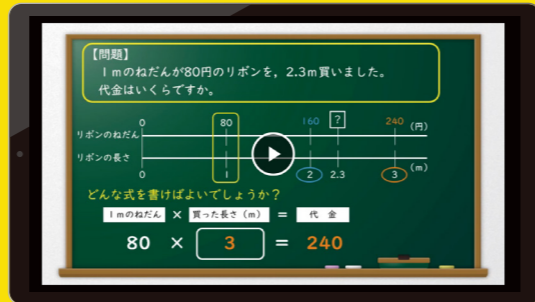 【問題】
1mのねだんが80円のリボンを，2.3m買いました。
代金はいくらですか。
0 80 160 ? 240 (円)
リボンのねだん
リボンの長さ
0 1 2 2.3 3 (m)
どんな式を書けばよいでしょうか？
1mのねだん × 買った長さ（m） = 代 金
80 × 3 = 240